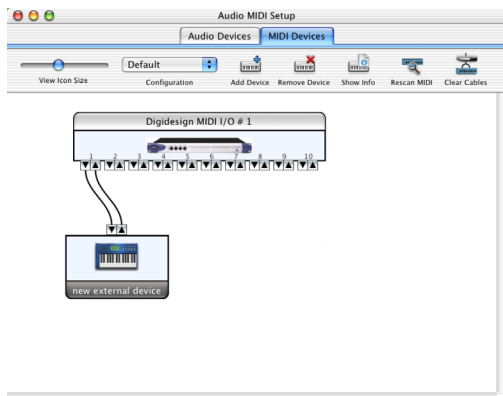 Audio MIDI Setup
Audio Devices MIDI Devices
Default
View Icon Size Configuration Add Device Remove Device Show Info Rescan MIDI Clear Cables
Digidesign MIDI I/O # 1
1 2 3 4 5 6 7 8 9 10
new external device